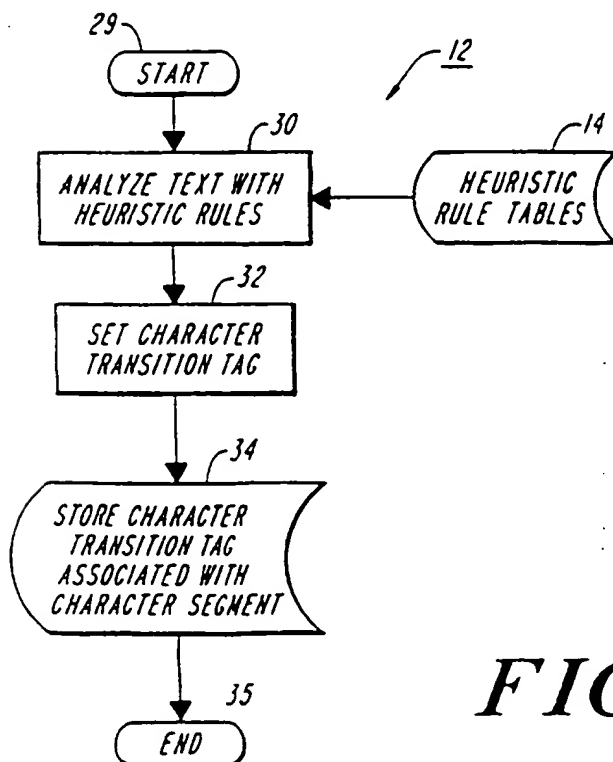 29
START
12
30
14
ANALYZE TEXT WITH
HEURISTIC RULES
HEURISTIC
RULE TABLES
32
SET CHARACTER
TRANSITION TAG
34
STORE CHARACTER
TRANSITION TAG
ASSOCIATED WITH
CHARACTER SEGMENT
35
END
FIG